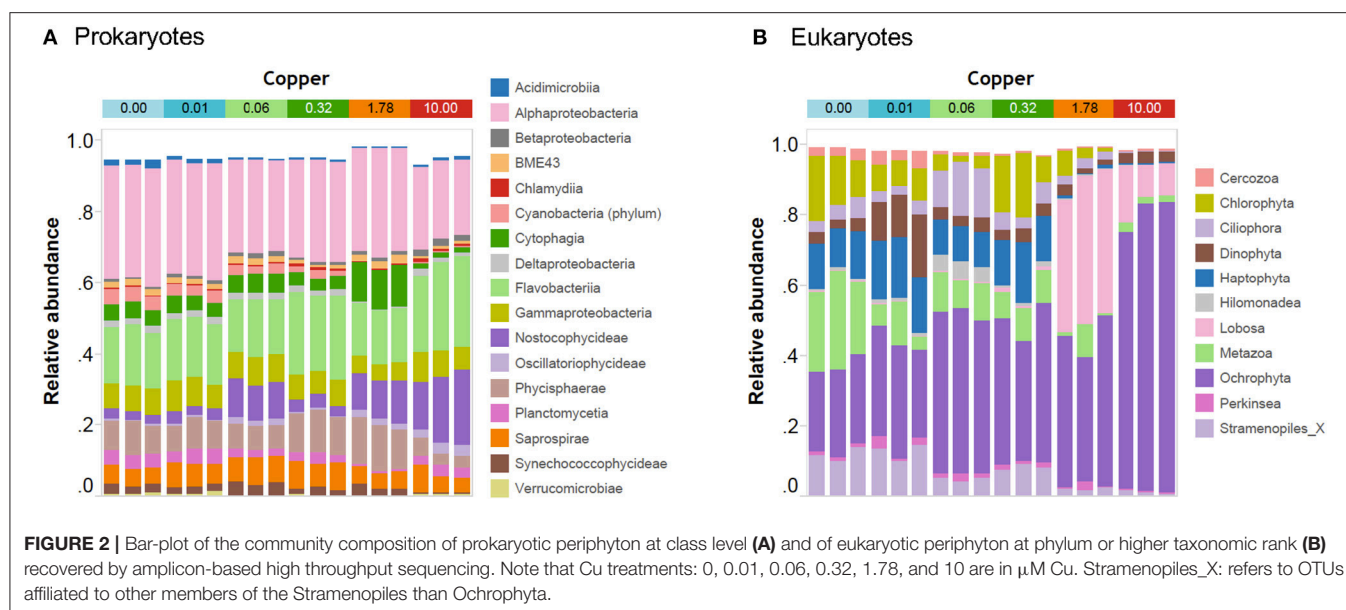 A Prokaryotes
Copper
0.00 0.01 0.06 0.32 1.78 10.00
1.0
.8
.6
.4
.2
.0
Relative abundance
Acidimicrobiia
Alphaproteobacteria
Betaproteobacteria
BME43
Chlamydiia
Cyanobacteria (phylum)
Cytophagia
Deltaproteobacteria
Flavobacteriia
Gammaproteobacteria
Nostocophycideae
Oscillatoriophycideae
Phycisphaerae
Planctomycetia
Saprospirae
Synechococcophycideae
Verrucomicrobiae
B Eukaryotes
Copper
0.00 0.01 0.06 0.32 1.78 10.00
1.0
.8
.6
.4
.2
.0
Relative abundance
Cercozoa
Chlorophyta
Ciliophora
Dinophyta
Haptophyta
Hilomonadea
Lobosa
Metazoa
Ochrophyta
Perkinsea
Stramenopiles_X
FIGURE 2 | Bar-plot of the community composition of prokaryotic periphyton at class level (A) and of eukaryotic periphyton at phylum or higher taxonomic rank (B)
recovered by amplicon-based high throughput sequencing. Note that Cu treatments: 0, 0.01, 0.06, 0.32, 1.78, and 10 are in μM Cu. Stramenopiles_X: refers to OTUs
affiliated to other members of the Stramenopiles than Ochrophyta.